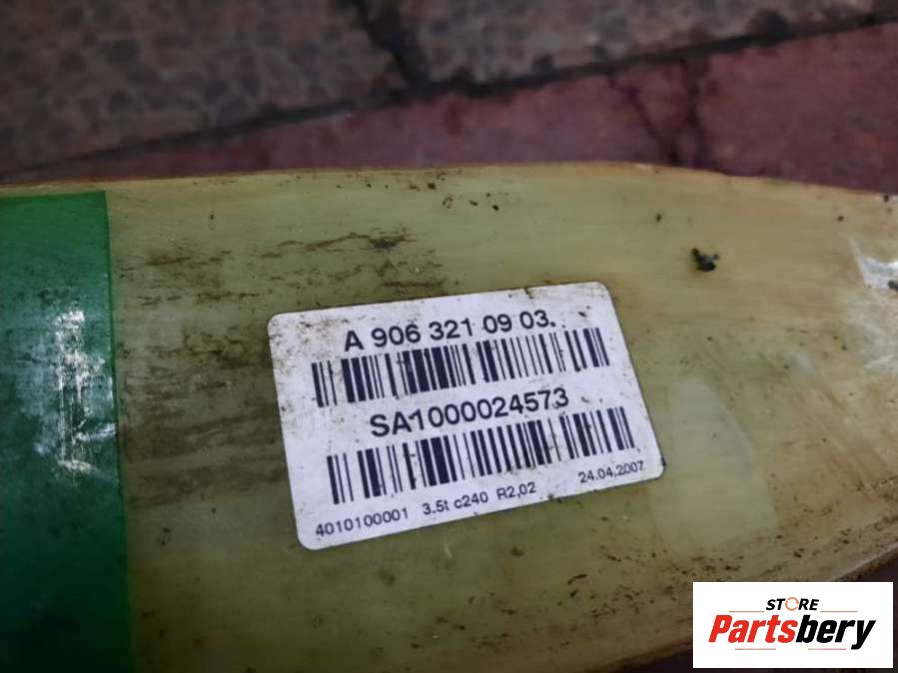 A 906 321 09 03.
SA1000024573
4010100001 3.5t c240 R2,02 24.04.2007
STORE
Partsbery